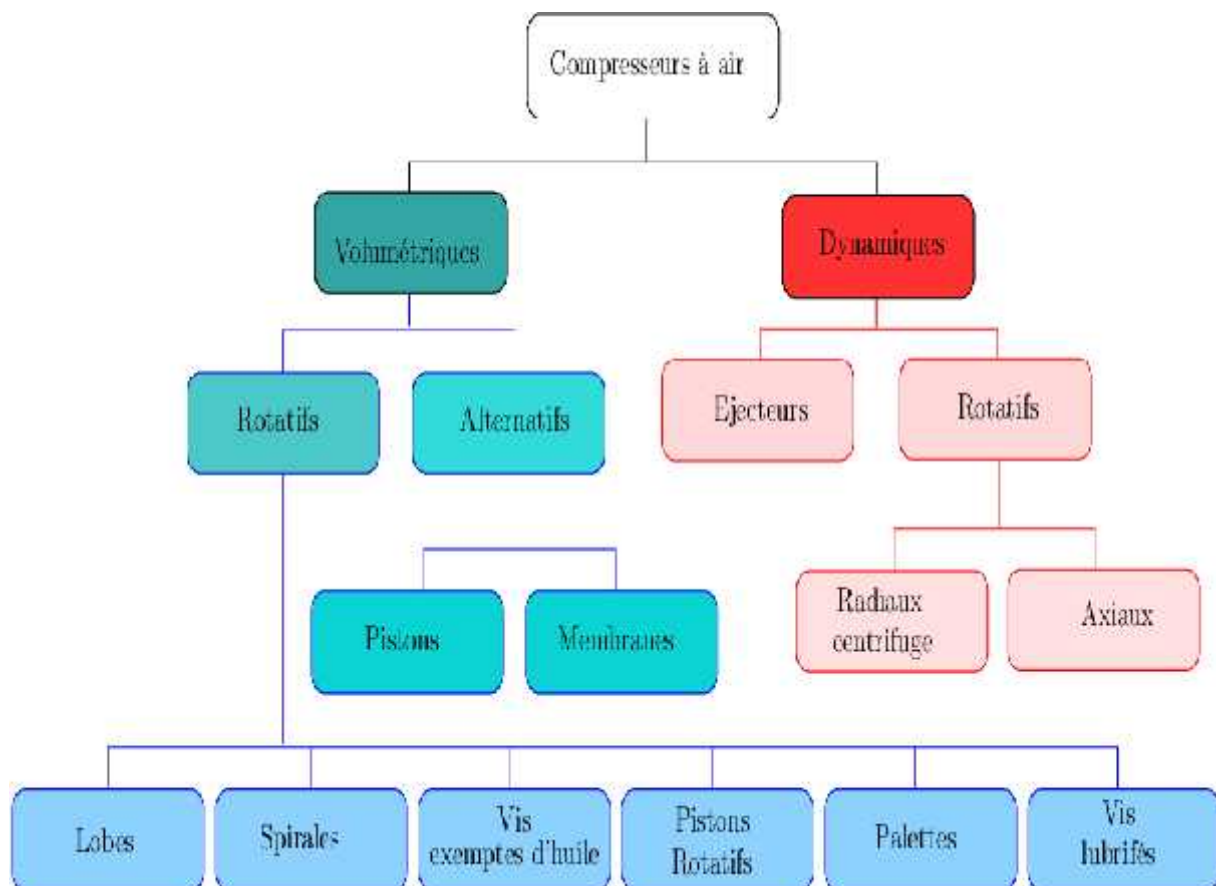 Compresseurs à air
Volumétriques
Dynamiques
Rotatifs
Alternatifs
Ejecteurs
Rotatifs
Pistons
Membranes
Radiaux
centrifuge
Axiaux
Lobes
Spirales
Vis
exemptes d'huile
Pistons
Rotatifs
Palettes
Vis
lubrifés